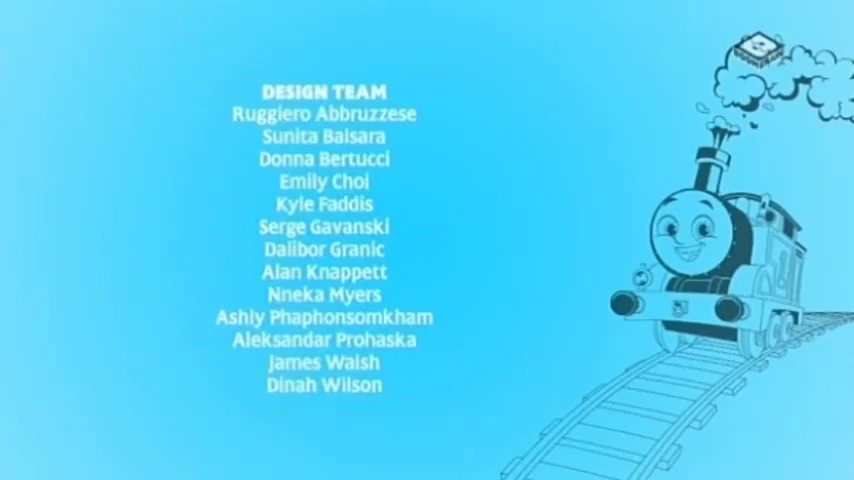 DESIGN TEAM
Ruggiero Abbruzzese
Sunita Balsara
Donna Bertucci
Emily Choi
Kyle Faddis
Serge Gavanski
Dalibor Granic
Alan Knappett
Nneka Myers
Ashly Phaphonsomkham
Aleksandar Prohaska
James Walsh
Dinah Wilson